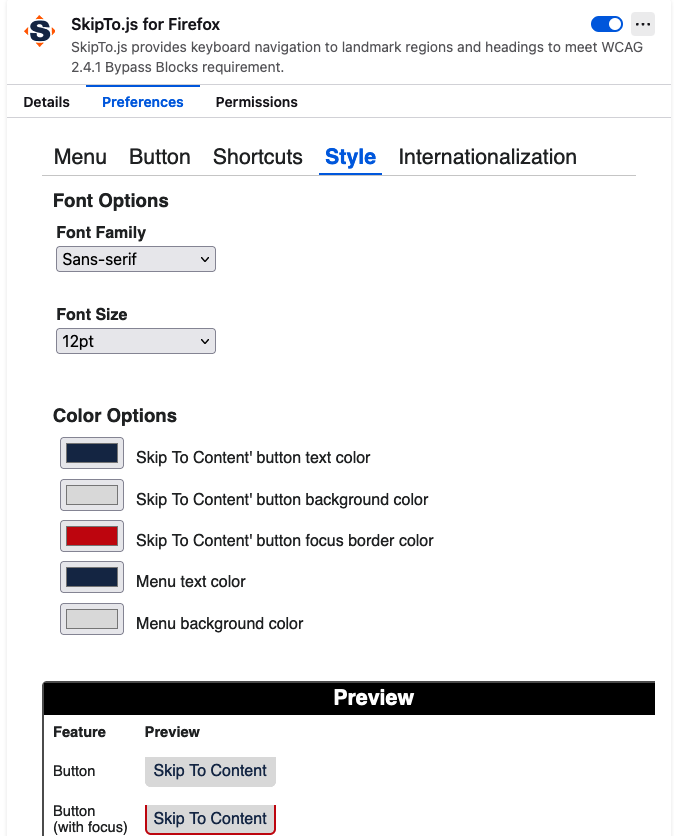 SkipTo.js for Firefox
SkipTo.js provides keyboard navigation to landmark regions and headings to meet WCAG
2.4.1 Bypass Blocks requirement.
Details Preferences Permissions
Menu Button Shortcuts Style Internationalization
Font Options
Font Family
Sans-serif
Font Size
12pt
Color Options
Skip To Content' button text color
Skip To Content' button background color
Skip To Content' button focus border color
Menu text color
Menu background color
Preview
Feature Preview
Button Skip To Content
Button
(with focus) Skip To Content